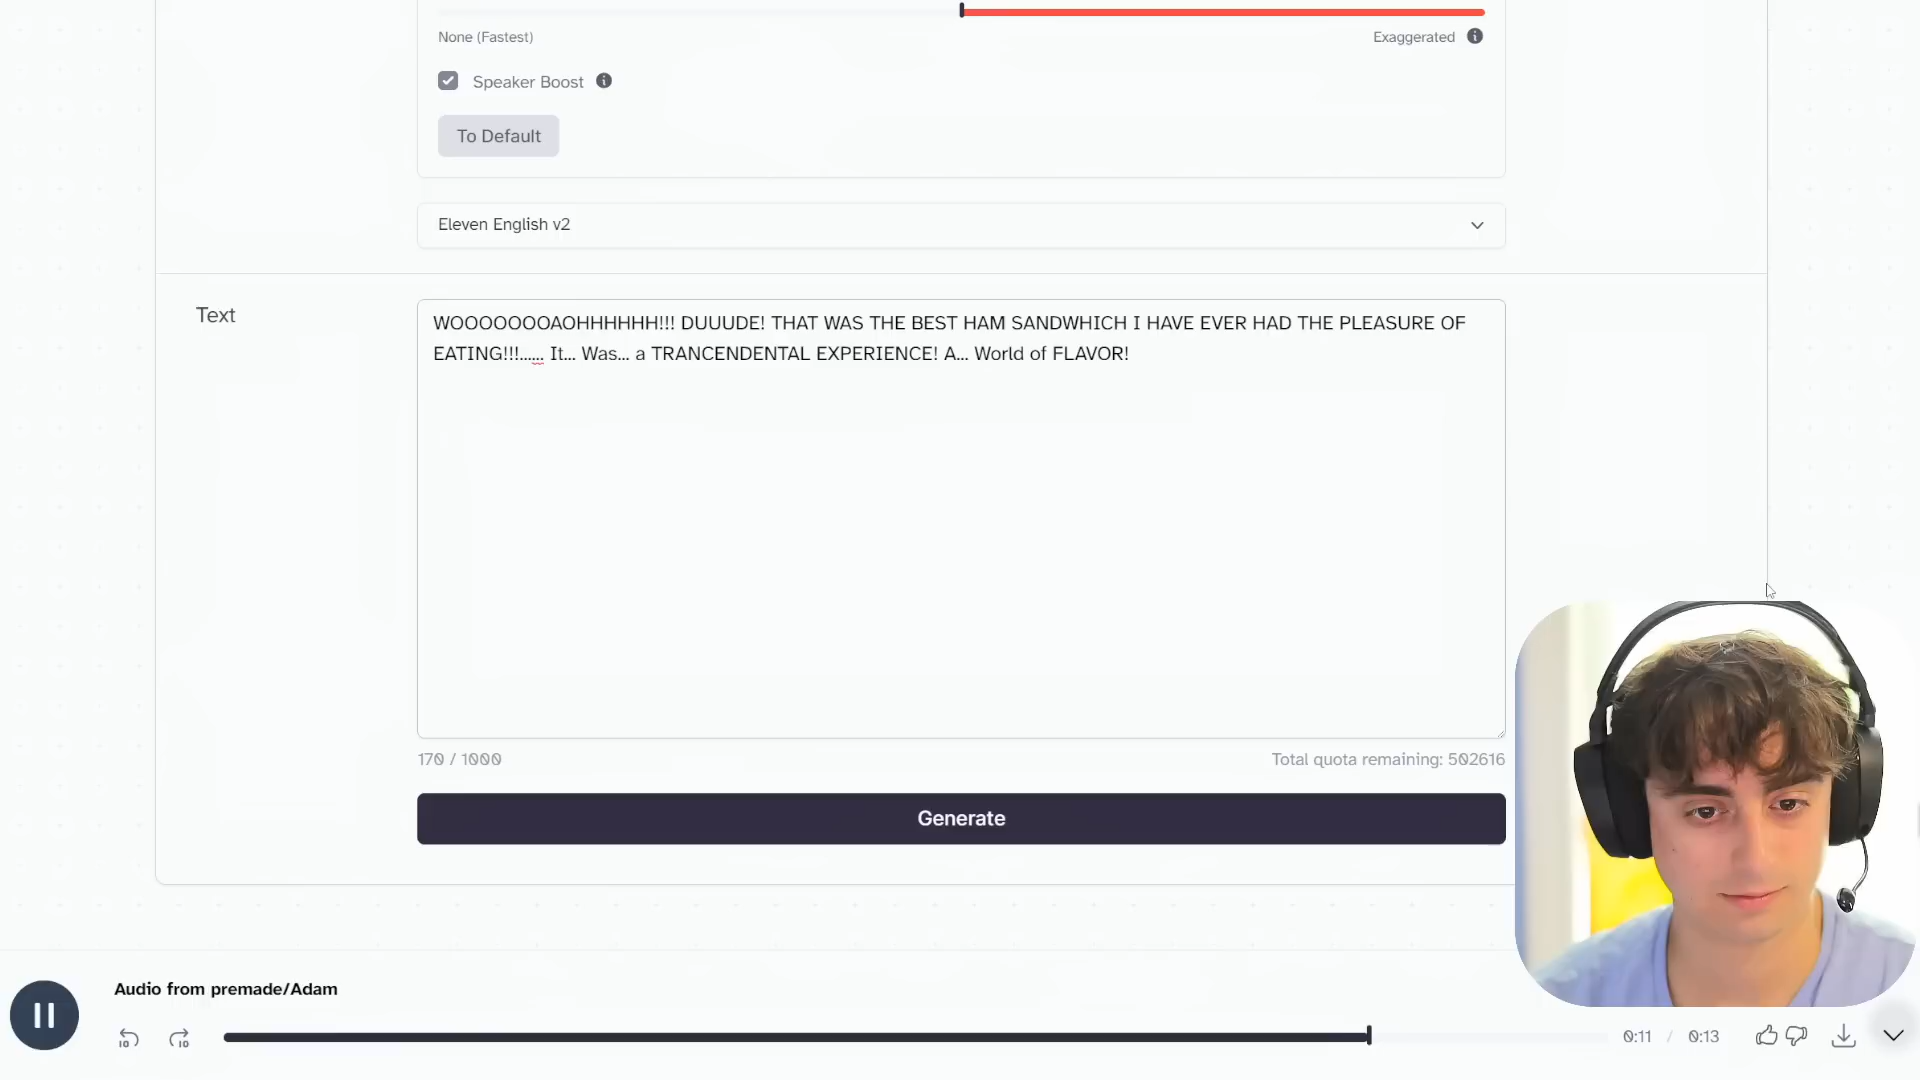 None (Fastest) Exaggerated
Speaker Boost
To Default
Eleven English v2
Text
WOOOOOOOAOHHHHHH!!! DUUUDE! THAT WAS THE BEST HAM SANDWHICH I HAVE EVER HAD THE PLEASURE OF
EATING!!!...... It... Was... a TRANCENDENTAL EXPERIENCE! A... World of FLAVOR!
170 / 1000 Total quota remaining: 502616
Generate
Audio from premade/Adam
10 10 0:11 / 0:13